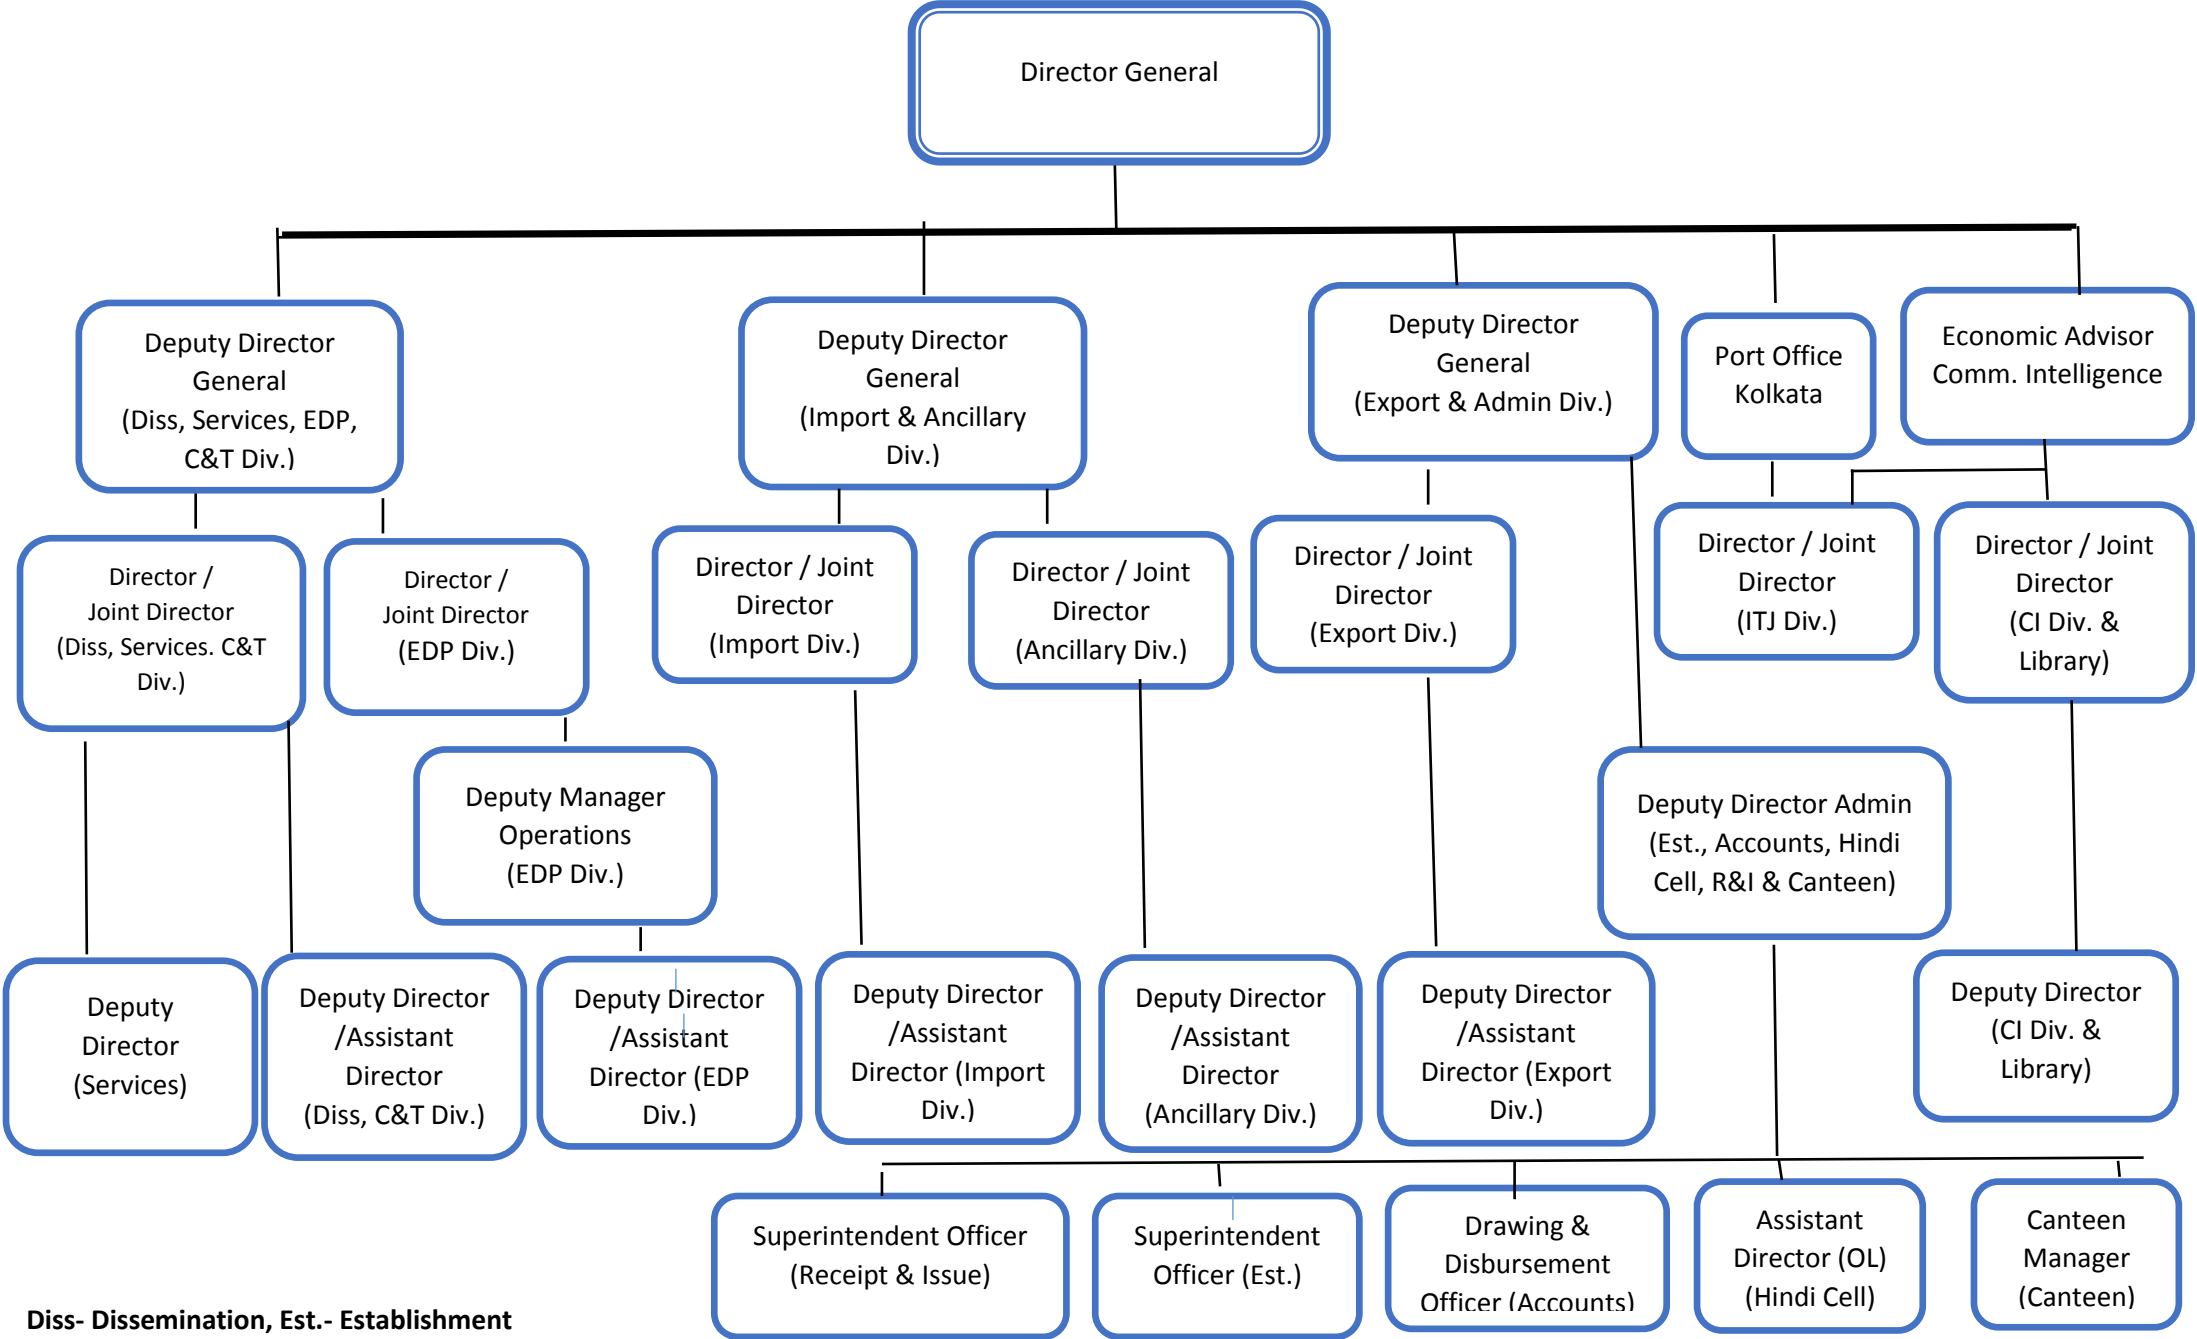 Director General
Deputy Director
General
(Diss, Services, EDP,
C&T Div.)
Deputy Director
General
(Import & Ancillary
Div.)
Deputy Director
General
(Export & Admin Div.)
Port Office
Kolkata
Economic Advisor
Comm. Intelligence
Director /
Joint Director
(Diss, Services. C&T
Div.)
Director /
Joint Director
(EDP Div.)
Director / Joint
Director
(Import Div.)
Director / Joint
Director
(Ancillary Div.)
Director / Joint
Director
(Export Div.)
Director / Joint
Director
(ITJ Div.)
Director / Joint
Director
(CI Div. &
Library)
Deputy Manager
Operations
(EDP Div.)
Deputy Director Admin
(Est., Accounts, Hindi
Cell, R&I & Canteen)
Deputy
Director
(Services)
Deputy Director
/Assistant
Director
(Diss, C&T Div.)
Deputy Director
/Assistant
Director (EDP
Div.)
Deputy Director
/Assistant
Director (Import
Div.)
Deputy Director
/Assistant
Director
(Ancillary Div.)
Deputy Director
/Assistant
Director (Export
Div.)
Deputy Director
(CI Div. &
Library)
Superintendent Officer
(Receipt & Issue)
Superintendent
Officer (Est.)
Drawing &
Disbursement
Officer (Accounts)
Assistant
Director (OL)
(Hindi Cell)
Canteen
Manager
(Canteen)
Diss- Dissemination, Est.- Establishment